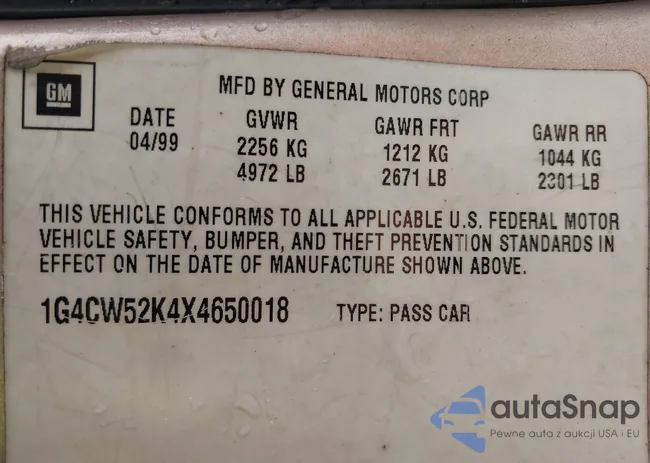 GM
MFD BY GENERAL MOTORS CORP
DATE GVWR GAWR FRT GAWR RR
04/99 2256 KG 1212 KG 1044 KG
4972 LB 2671 LB 2301 LB
THIS VEHICLE CONFORMS TO ALL APPLICABLE U.S. FEDERAL MOTOR
VEHICLE SAFETY, BUMPER, AND THEFT PREVENTION STANDARDS IN
EFFECT ON THE DATE OF MANUFACTURE SHOWN ABOVE.
1G4CW52K4X4650018 TYPE: PASS CAR
autaSnap
Pewne auta z aukcji USA i EU